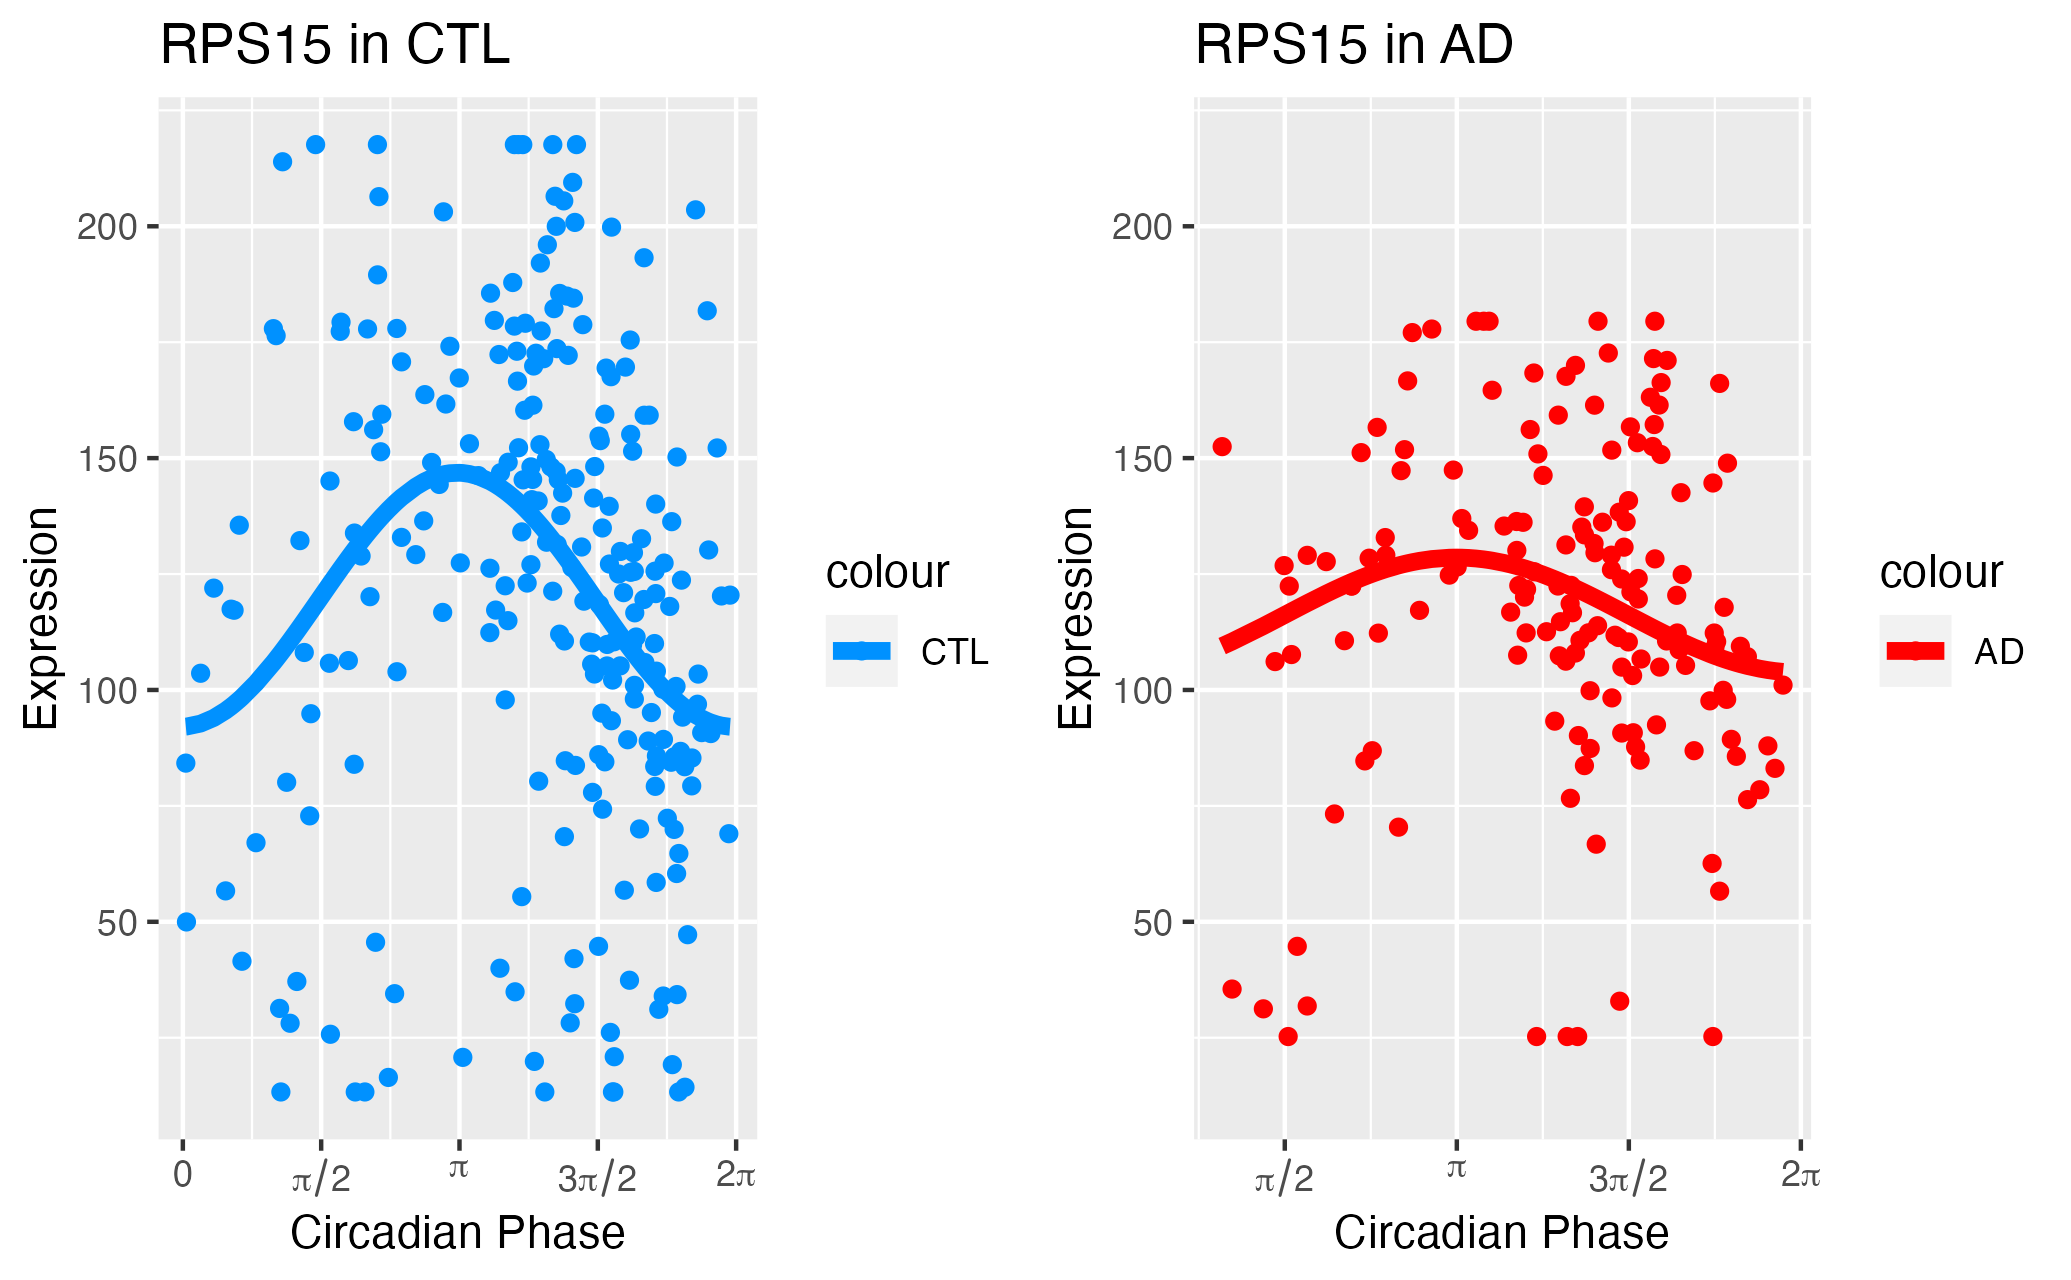 RPS15 in CTL
200
150
100
50
Expression
0
π/2
π
3π/2
2π
Circadian Phase
colour
CTL
RPS15 in AD
200
150
100
50
Expression
π/2
π
3π/2
2π
Circadian Phase
colour
AD